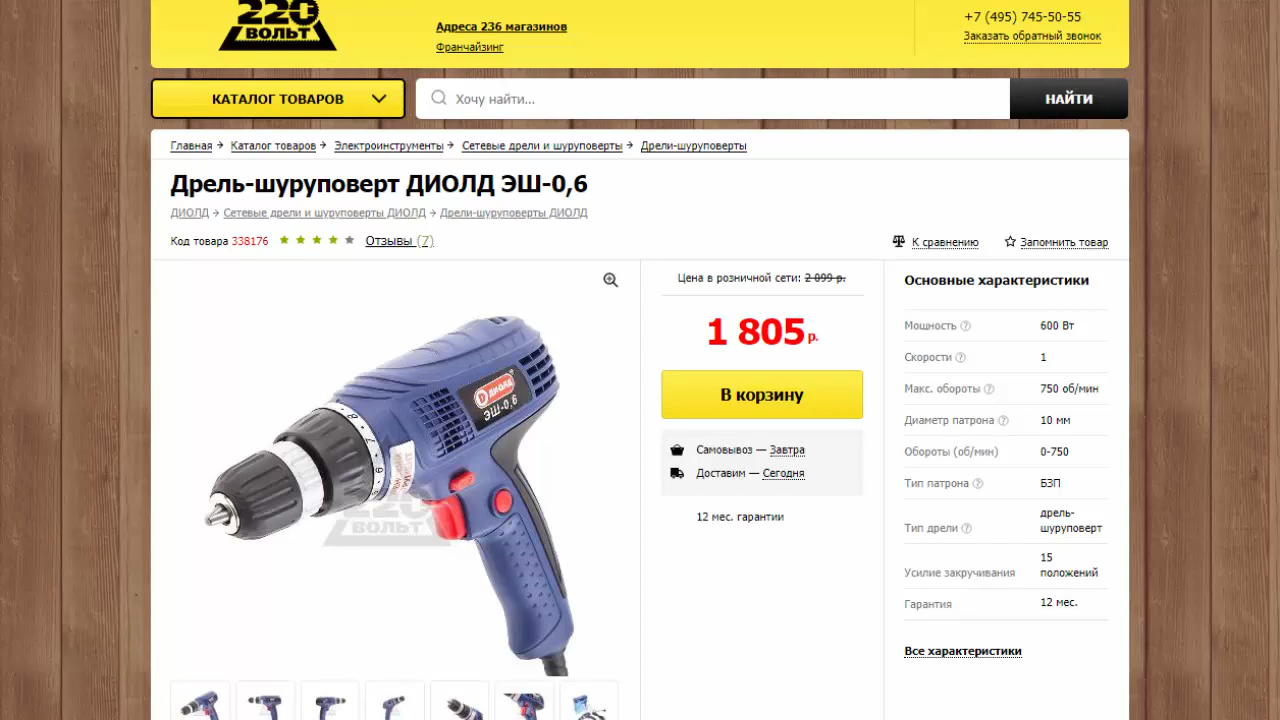 220
ВОЛЬТ
Адреса 236 магазинов
Франчайзинг
+7 (495) 745-50-55
Заказать обратный звонок
КАТАЛОГ ТОВАРОВ
Хочу найти...
НАЙТИ
Главная → Каталог товаров → Электроинструменты → Сетевые дрели и шуруповерты → Дрели-шуруповерты
Дрель-шуруповерт ДИОЛД ЭШ-0,6
ДИОЛД → Сетевые дрели и шуруповерты ДИОЛД → Дрели-шуруповерты ДИОЛД
Код товара 338176
Отзывы (7)
К сравнению
Запомнить товар
Цена в розничной сети: 2 099 р.
1 805 р.
В корзину
Самовывоз — Завтра
Доставим — Сегодня
12 мес. гарантии
Основные характеристики
Мощность ? 600 Вт
Скорости ? 1
Макс. обороты ? 750 об/мин
Диаметр патрона ? 10 мм
Обороты (об/мин) 0-750
Тип патрона ? БЗП
Тип дрели ? дрель-
шуруповерт
Усилие закручивания 15
положений
Гарантия 12 мес.
Все характеристики
ДИОЛД
ЭШ-0,6
8
7
6
220
ВОЛЬТ